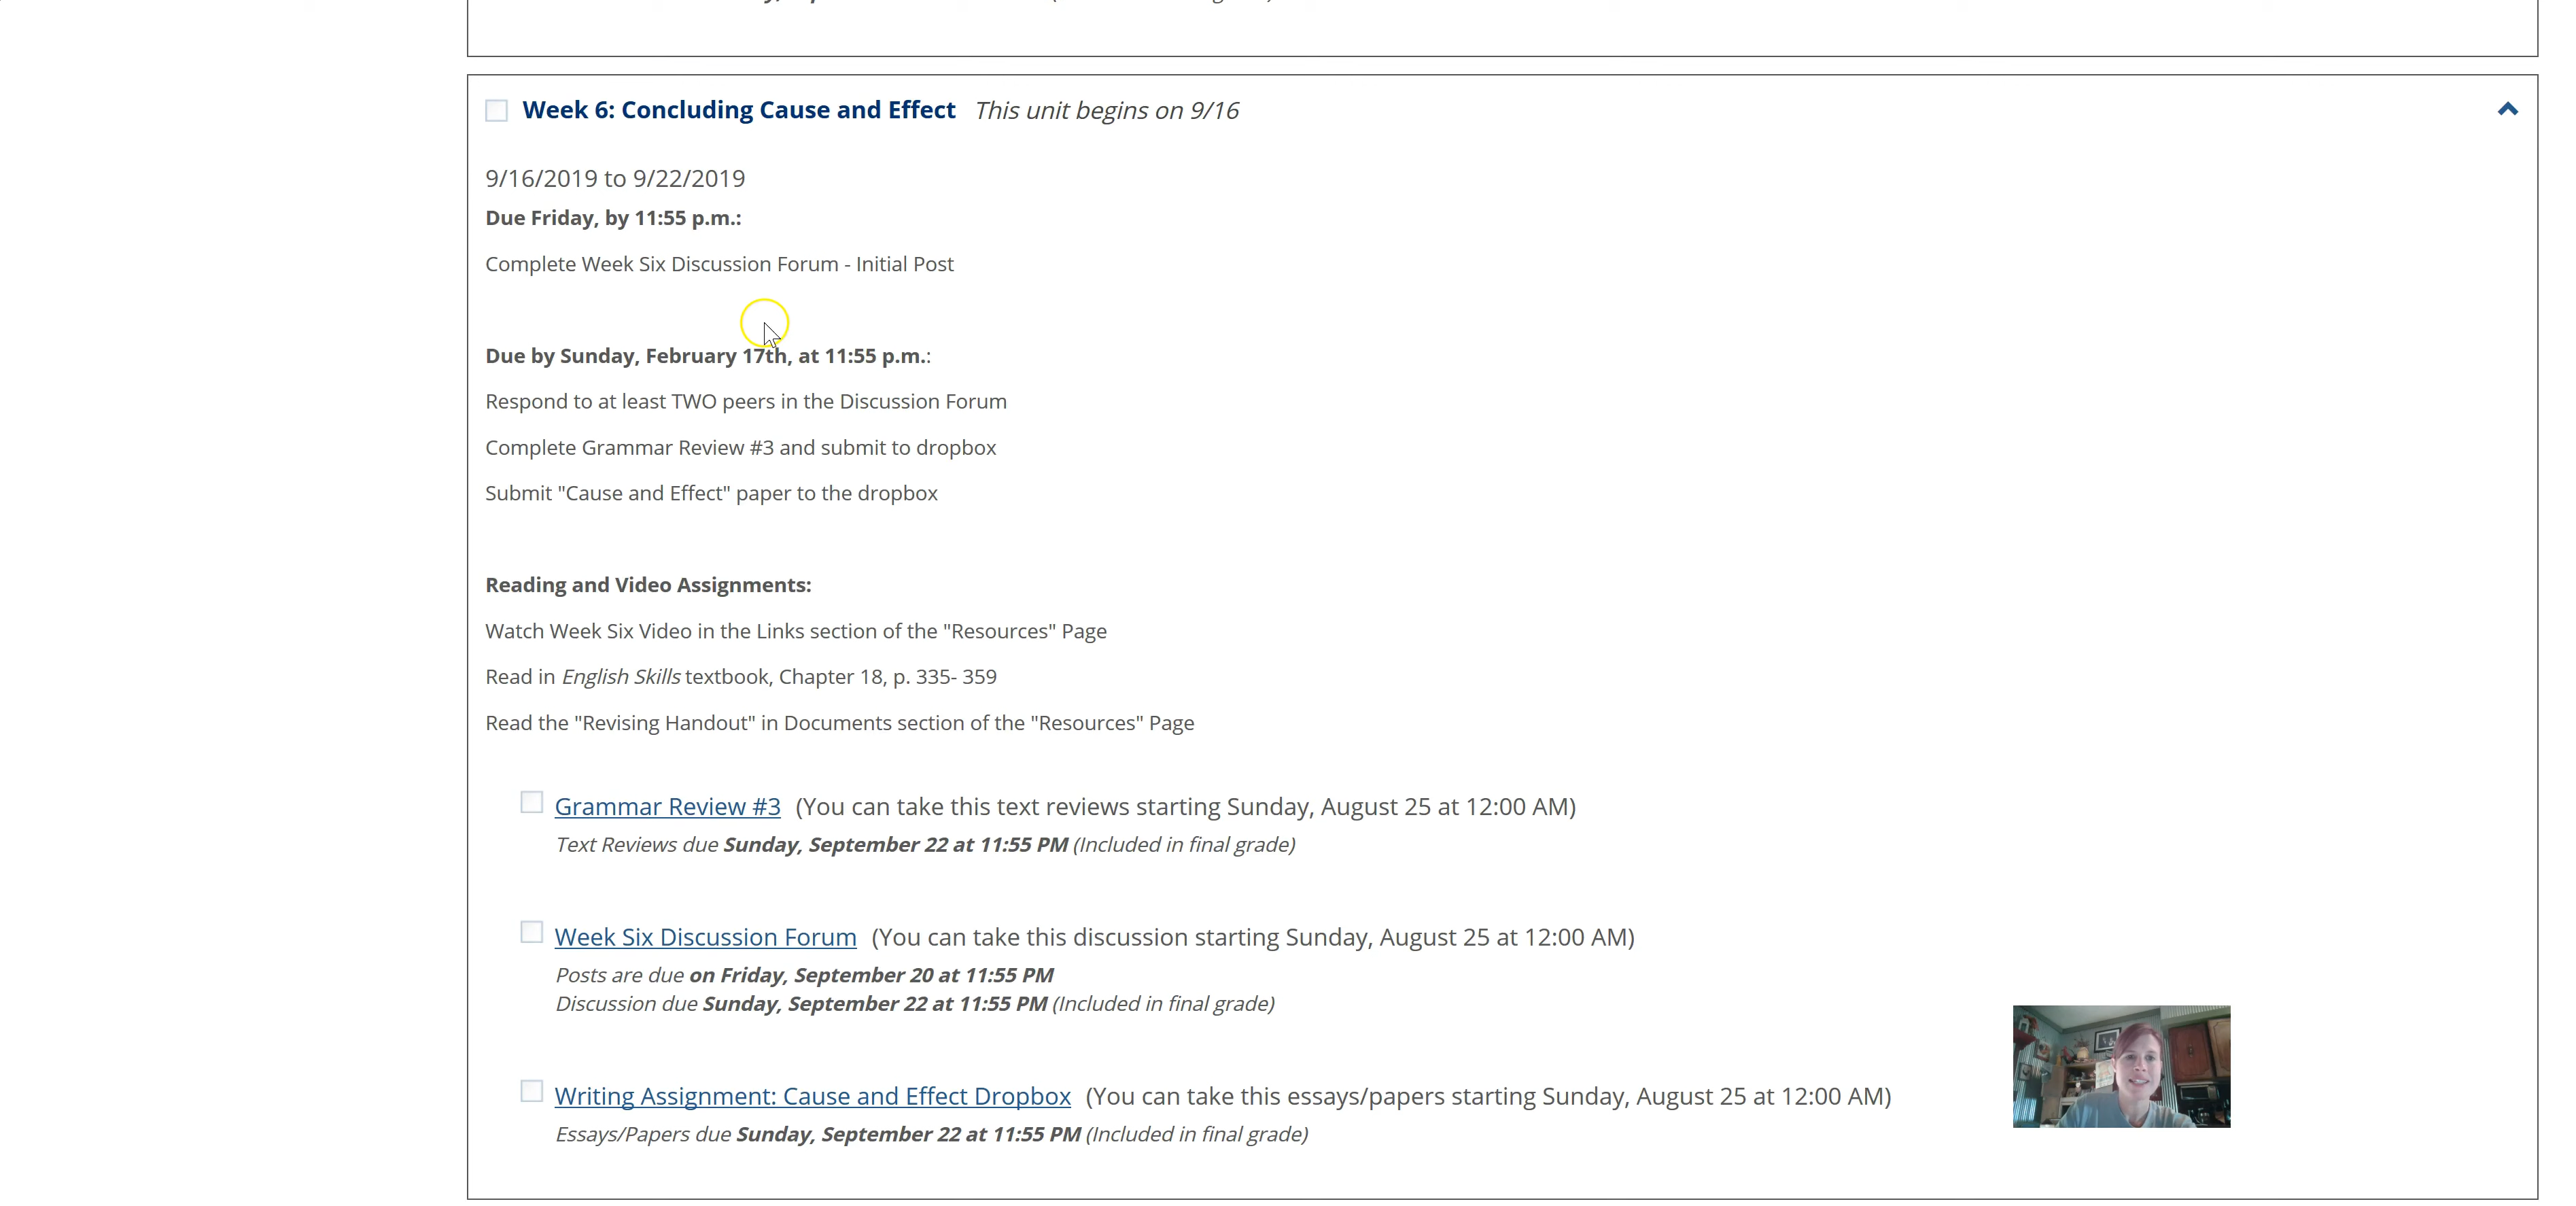 Week 6: Concluding Cause and Effect This unit begins on 9/16
9/16/2019 to 9/22/2019
Due Friday, by 11:55 p.m.:
Complete Week Six Discussion Forum - Initial Post
Due by Sunday, February 17th, at 11:55 p.m.:
Respond to at least TWO peers in the Discussion Forum
Complete Grammar Review #3 and submit to dropbox
Submit "Cause and Effect" paper to the dropbox
Reading and Video Assignments:
Watch Week Six Video in the Links section of the "Resources" Page
Read in English Skills textbook, Chapter 18, p. 335- 359
Read the "Revising Handout" in Documents section of the "Resources" Page
Grammar Review #3 (You can take this text reviews starting Sunday, August 25 at 12:00 AM)
Text Reviews due Sunday, September 22 at 11:55 PM (Included in final grade)
Week Six Discussion Forum (You can take this discussion starting Sunday, August 25 at 12:00 AM)
Posts are due on Friday, September 20 at 11:55 PM
Discussion due Sunday, September 22 at 11:55 PM (Included in final grade)
Writing Assignment: Cause and Effect Dropbox (You can take this essays/papers starting Sunday, August 25 at 12:00 AM)
Essays/Papers due Sunday, September 22 at 11:55 PM (Included in final grade)